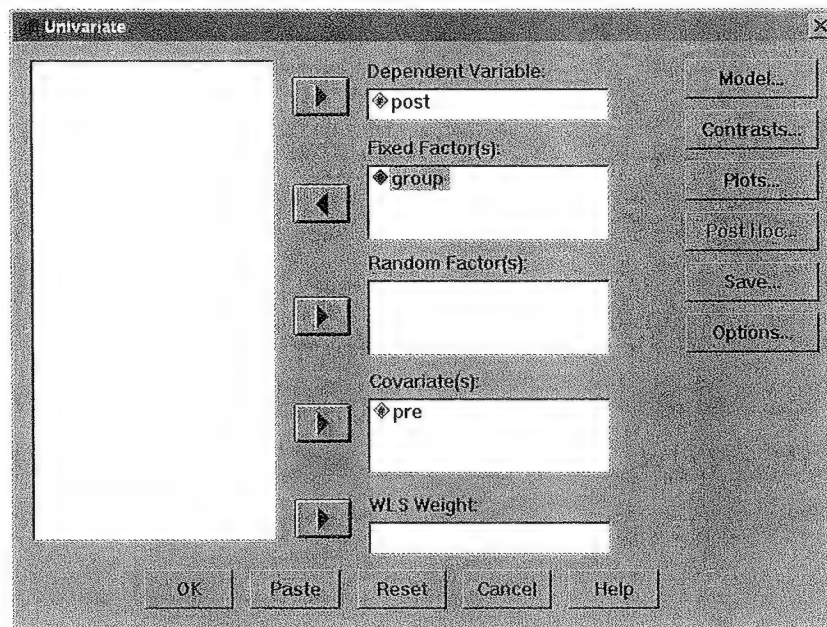 Univariate
Dependent Variable:
post
Fixed Factor(s):
group
Random Factor(s):
Covariate(s):
pre
WLS Weight:
Model...
Contrasts...
Plots...
Post Hoc...
Save...
Options...
OK
Paste
Reset
Cancel
Help